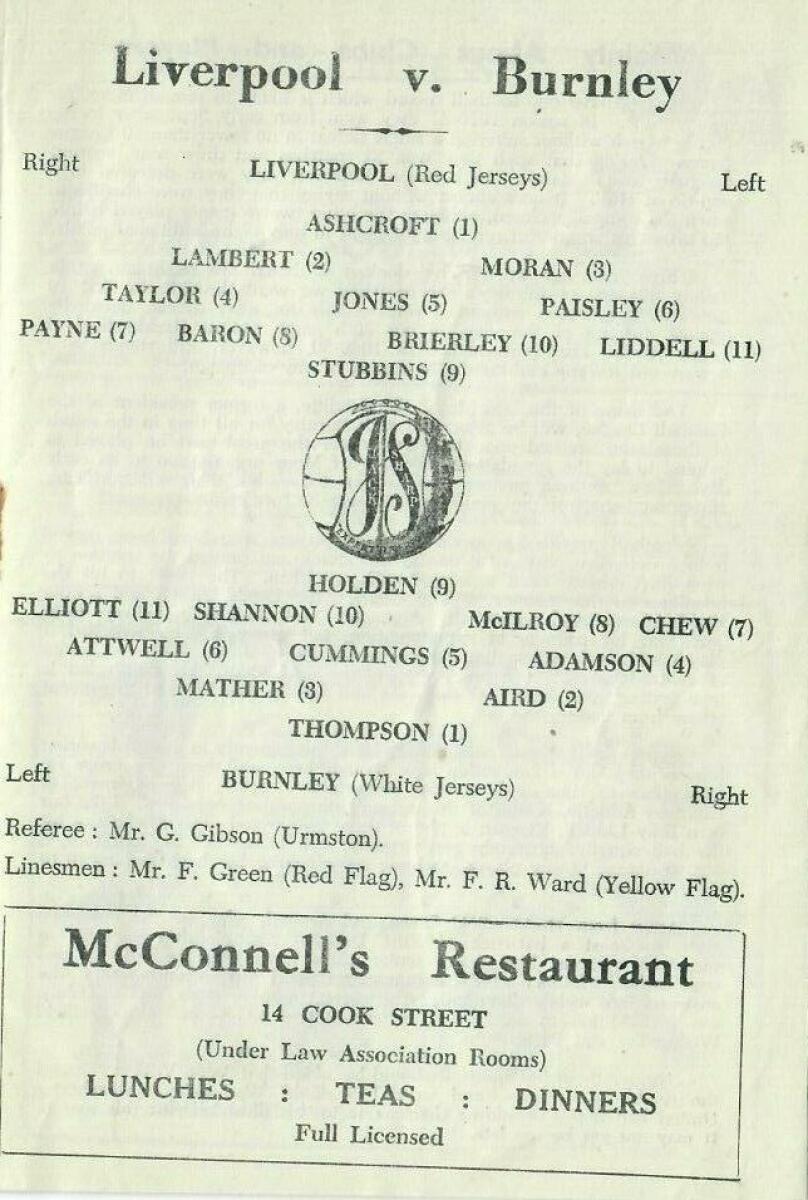 Liverpool v. Burnley
Right LIVERPOOL (Red Jerseys) Left
ASHCROFT (1)
LAMBERT (2) MORAN (3)
TAYLOR (4) JONES (5) PAISLEY (6)
PAYNE (7) BARON (8) BRIERLEY (10) LIDDELL (11)
STUBBINS (9)
JACK SHARP
HOLDEN (9)
ELLIOTT (11) SHANNON (10) McILROY (8) CHEW (7)
ATTWELL (6) CUMMINGS (5) ADAMSON (4)
MATHER (3) AIRD (2)
THOMPSON (1)
Left BURNLEY (White Jerseys) Right
Referee : Mr. G. Gibson (Urmston).
Linesmen : Mr. F. Green (Red Flag), Mr. F. R. Ward (Yellow Flag).
McConnell's Restaurant
14 COOK STREET
(Under Law Association Rooms)
LUNCHES : TEAS : DINNERS
Full Licensed